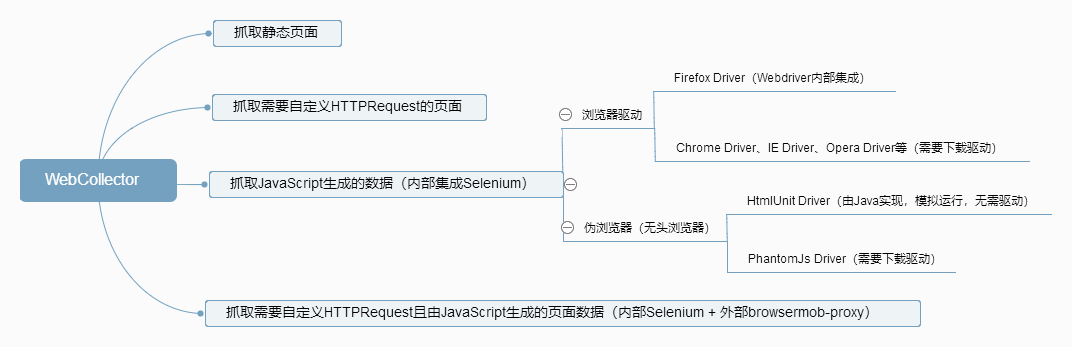 WebCollector
抓取静态页面
抓取需要自定义HTTPRequest的页面
抓取JavaScript生成的数据（内部集成Selenium）
浏览器驱动
Firefox Driver（Webdriver内部集成）
Chrome Driver、IE Driver、Opera Driver等（需要下载驱动）
伪浏览器（无头浏览器）
HtmlUnit Driver（由Java实现，模拟运行，无需驱动）
PhantomJs Driver（需要下载驱动）
抓取需要自定义HTTPRequest且由JavaScript生成的页面数据（内部Selenium + 外部browsermob-proxy）